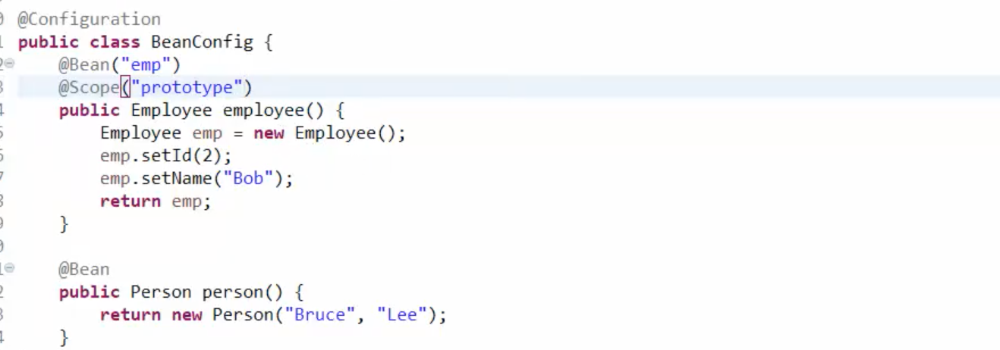 @Configuration
public class BeanConfig {
@Bean("emp")
@Scope("prototype")
public Employee employee() {
Employee emp = new Employee();
emp.setId(2);
emp.setName("Bob");
return emp;
}
@Bean
public Person person() {
return new Person("Bruce", "Lee");
}